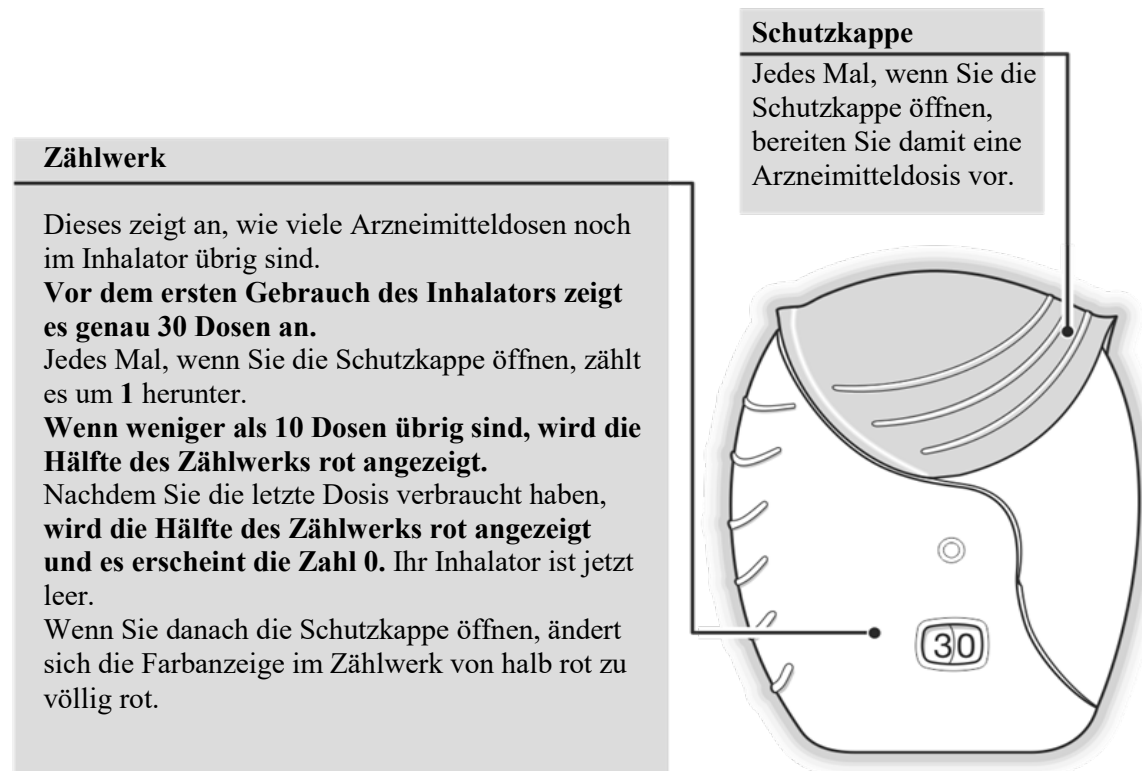 Schutzkappe
Jedes Mal, wenn Sie die
Schutzkappe öffnen,
bereiten Sie damit eine
Arzneimitteldosis vor.
Zählwerk
Dieses zeigt an, wie viele Arzneimitteldosen noch
im Inhalator übrig sind.
Vor dem ersten Gebrauch des Inhalators zeigt
es genau 30 Dosen an.
Jedes Mal, wenn Sie die Schutzkappe öffnen, zählt
es um 1 herunter.
Wenn weniger als 10 Dosen übrig sind, wird die
Hälfte des Zählwerks rot angezeigt.
Nachdem Sie die letzte Dosis verbraucht haben,
wird die Hälfte des Zählwerks rot angezeigt
und es erscheint die Zahl 0. Ihr Inhalator ist jetzt
leer.
Wenn Sie danach die Schutzkappe öffnen, ändert
sich die Farbanzeige im Zählwerk von halb rot zu
völlig rot.
30